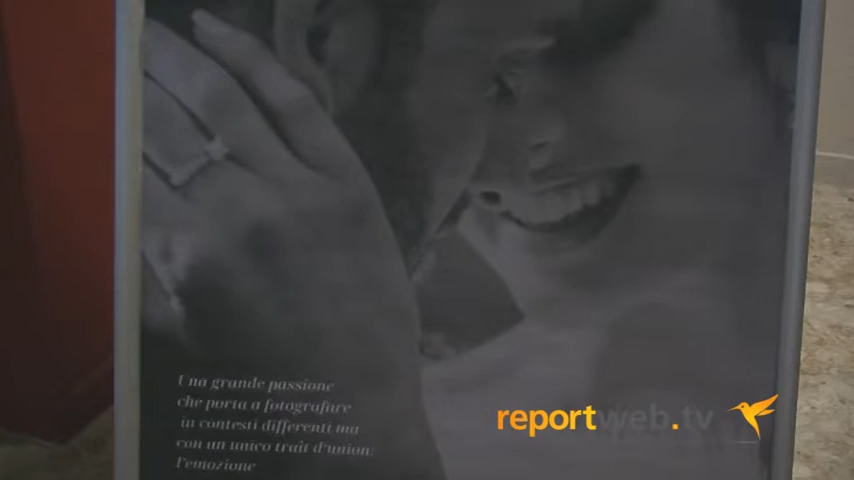 Una grande passione
che porta a fotografare
in contesti differenti ma
con un unico trait d'union:
l'emozione
reportweb.tv